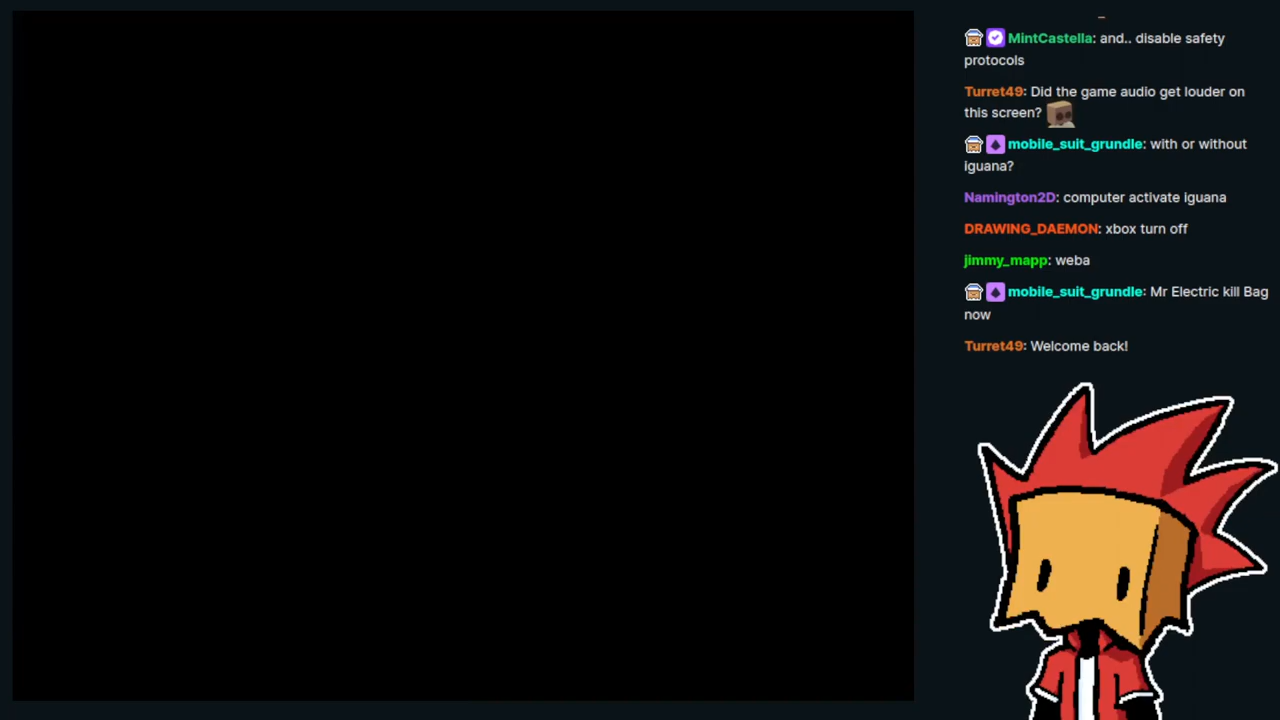 MintCastella: and.. disable safety
protocols
Turret49: Did the game audio get louder on
this screen?
mobile_suit_grundle: with or without
iguana?
Namington2D: computer activate iguana
DRAWING_DAEMON: xbox turn off
jimmy_mapp: weba
mobile_suit_grundle: Mr Electric kill Bag
now
Turret49: Welcome back!